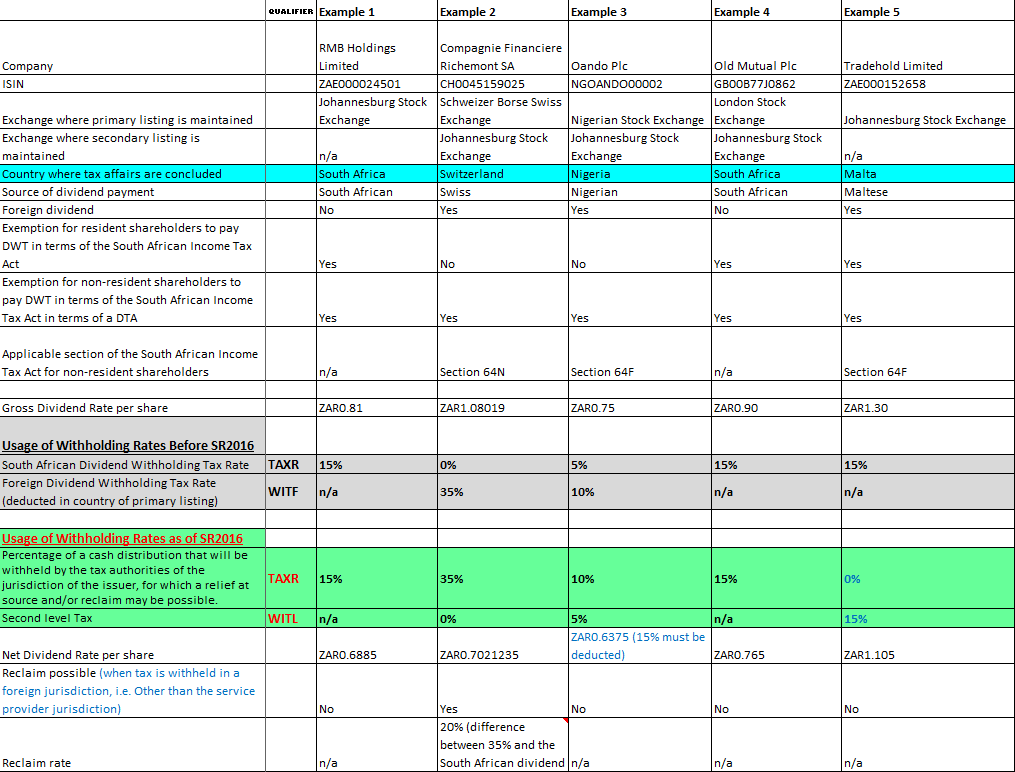 QUALIFIER Example 1 Example 2 Example 3 Example 4 Example 5
RMB Holdings Compagnie Financiere
Company Limited Richemont SA Oando Plc Old Mutual Plc Tradehold Limited
ISIN ZAE000024501 CH0045159025 NGOANDO00002 GB00B77J0862 ZAE000152658
Johannesburg Stock Schweizer Borse Swiss London Stock
Exchange where primary listing is maintained Exchange Exchange Nigerian Stock Exchange Exchange Johannesburg Stock Exchange
Exchange where secondary listing is Johannesburg Stock Johannesburg Stock Johannesburg Stock
maintained n/a Exchange Exchange Exchange n/a
Country where tax affairs are concluded South Africa Switzerland Nigeria South Africa Malta
Source of dividend payment South African Swiss Nigerian South African Maltese
Foreign dividend No Yes Yes No Yes
Exemption for resident shareholders to pay
DWT in terms of the South African Income Tax
Act Yes No No Yes Yes
Exemption for non-resident shareholders to
pay DWT in terms of the South African Income
Tax Act in terms of a DTA Yes Yes Yes Yes Yes
Applicable section of the South African Income
Tax Act for non-resident shareholders n/a Section 64N Section 64F n/a Section 64F
Gross Dividend Rate per share ZAR0.81 ZAR1.08019 ZAR0.75 ZAR0.90 ZAR1.30
Usage of Withholding Rates Before SR2016
South African Dividend Withholding Tax Rate TAXR 15% 0% 5% 15% 15%
Foreign Dividend Withholding Tax Rate
(deducted in country of primary listing) WITF n/a 35% 10% n/a n/a
Usage of Withholding Rates as of SR2016
Percentage of a cash distribution that will be
withheld by the tax authorities of the
jurisdiction of the issuer, for which a relief at
source and/or reclaim may be possible. TAXR 15% 35% 10% 15% 0%
Second level Tax WITL n/a 0% 5% n/a 15%
ZAR0.6375 (15% must be
Net Dividend Rate per share ZAR0.6885 ZAR0.7021235 deducted) ZAR0.765 ZAR1.105
Reclaim possible (when tax is withheld in a
foreign jurisdiction, i.e. Other than the service
provider jurisdiction) No Yes No No No
20% (difference
between 35% and the
Reclaim rate n/a South African dividend n/a n/a n/a